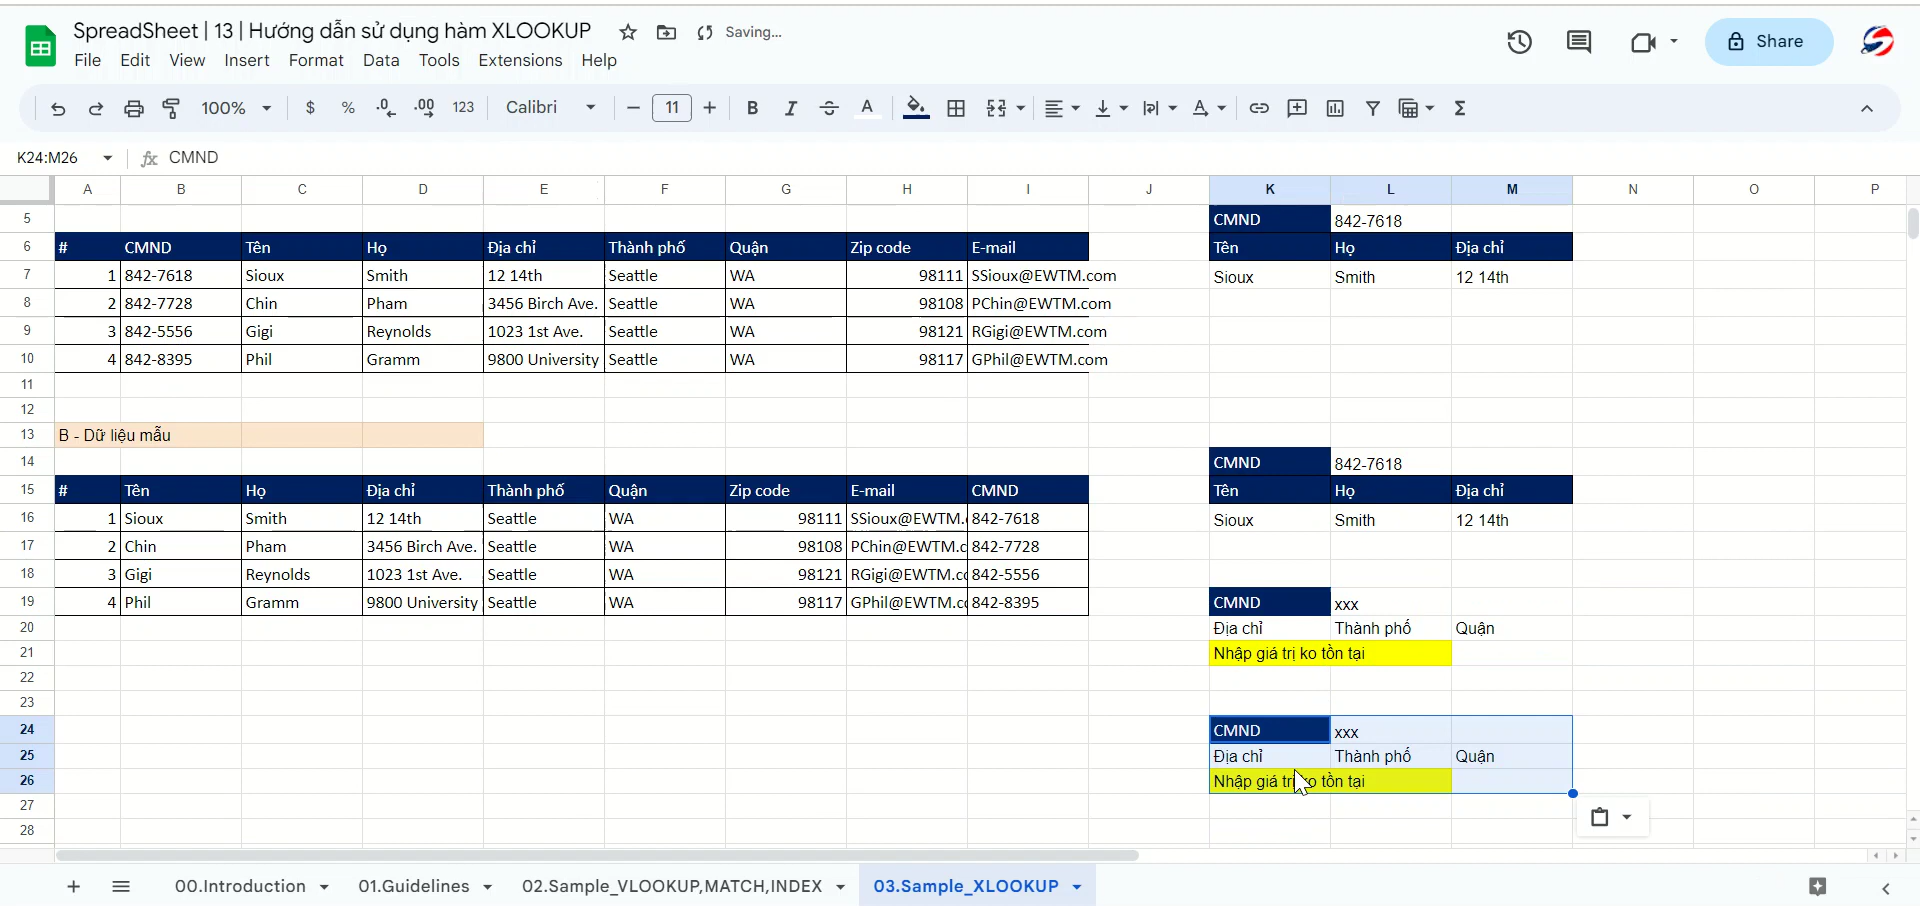 SpreadSheet | 13 | Hướng dẫn sử dụng hàm XLOOKUP Saving...
File Edit View Insert Format Data Tools Extensions Help
Share
100% $ % .0 .00 123 Calibri 11 B I A Σ
K24:M26 fx CMND
A B C D E F G H I J K L M N O P
5 CMND 842-7618
6 # CMND Tên Họ Địa chỉ Thành phố Quận Zip code E-mail Tên Họ Địa chỉ
7 1 842-7618 Sioux Smith 12 14th Seattle WA 98111 SSioux@EWTM.com Sioux Smith 12 14th
8 2 842-7728 Chin Pham 3456 Birch Ave. Seattle WA 98108 PChin@EWTM.com
9 3 842-5556 Gigi Reynolds 1023 1st Ave. Seattle WA 98121 RGigi@EWTM.com
10 4 842-8395 Phil Gramm 9800 University Seattle WA 98117 GPhil@EWTM.com
11
12
13 B - Dữ liệu mẫu
14 CMND 842-7618
15 # Tên Họ Địa chỉ Thành phố Quận Zip code E-mail CMND Tên Họ Địa chỉ
16 1 Sioux Smith 12 14th Seattle WA 98111 SSioux@EWTM. 842-7618 Sioux Smith 12 14th
17 2 Chin Pham 3456 Birch Ave. Seattle WA 98108 PChin@EWTM.c 842-7728
18 3 Gigi Reynolds 1023 1st Ave. Seattle WA 98121 RGigi@EWTM.co 842-5556
19 4 Phil Gramm 9800 University Seattle WA 98117 GPhil@EWTM.co 842-8395 CMND xxx
20 Địa chỉ Thành phố Quận
21 Nhập giá trị ko tồn tại
22
23
24 CMND xxx
25 Địa chỉ Thành phố Quận
26 Nhập giá trị ko tồn tại
27
28
00.Introduction 01.Guidelines 02.Sample_VLOOKUP,MATCH,INDEX 03.Sample_XLOOKUP